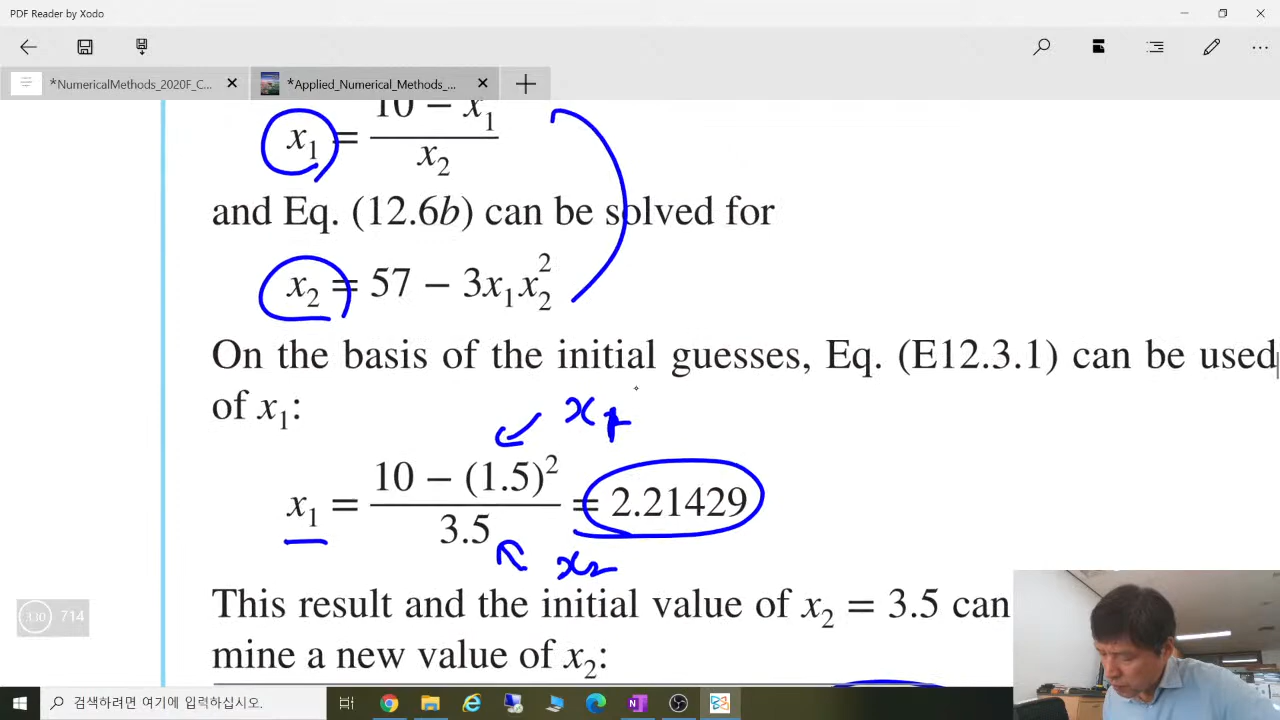 PDF Reader by Xodo
*NumericalMethods_2020F_C...
*Applied_Numerical_Methods_...
x₁ = (10 − x₁²)/x₂
and Eq. (12.6b) can be solved for
x₂ = 57 − 3x₁x₂²
On the basis of the initial guesses, Eq. (E12.3.1) can be used
of x₁:
x₁
x₁ = (10 − (1.5)²)/3.5 = 2.21429
x₂
This result and the initial value of x₂ = 3.5 can
mine a new value of x₂:
714
검색하려면 여기에 입력하십시오.